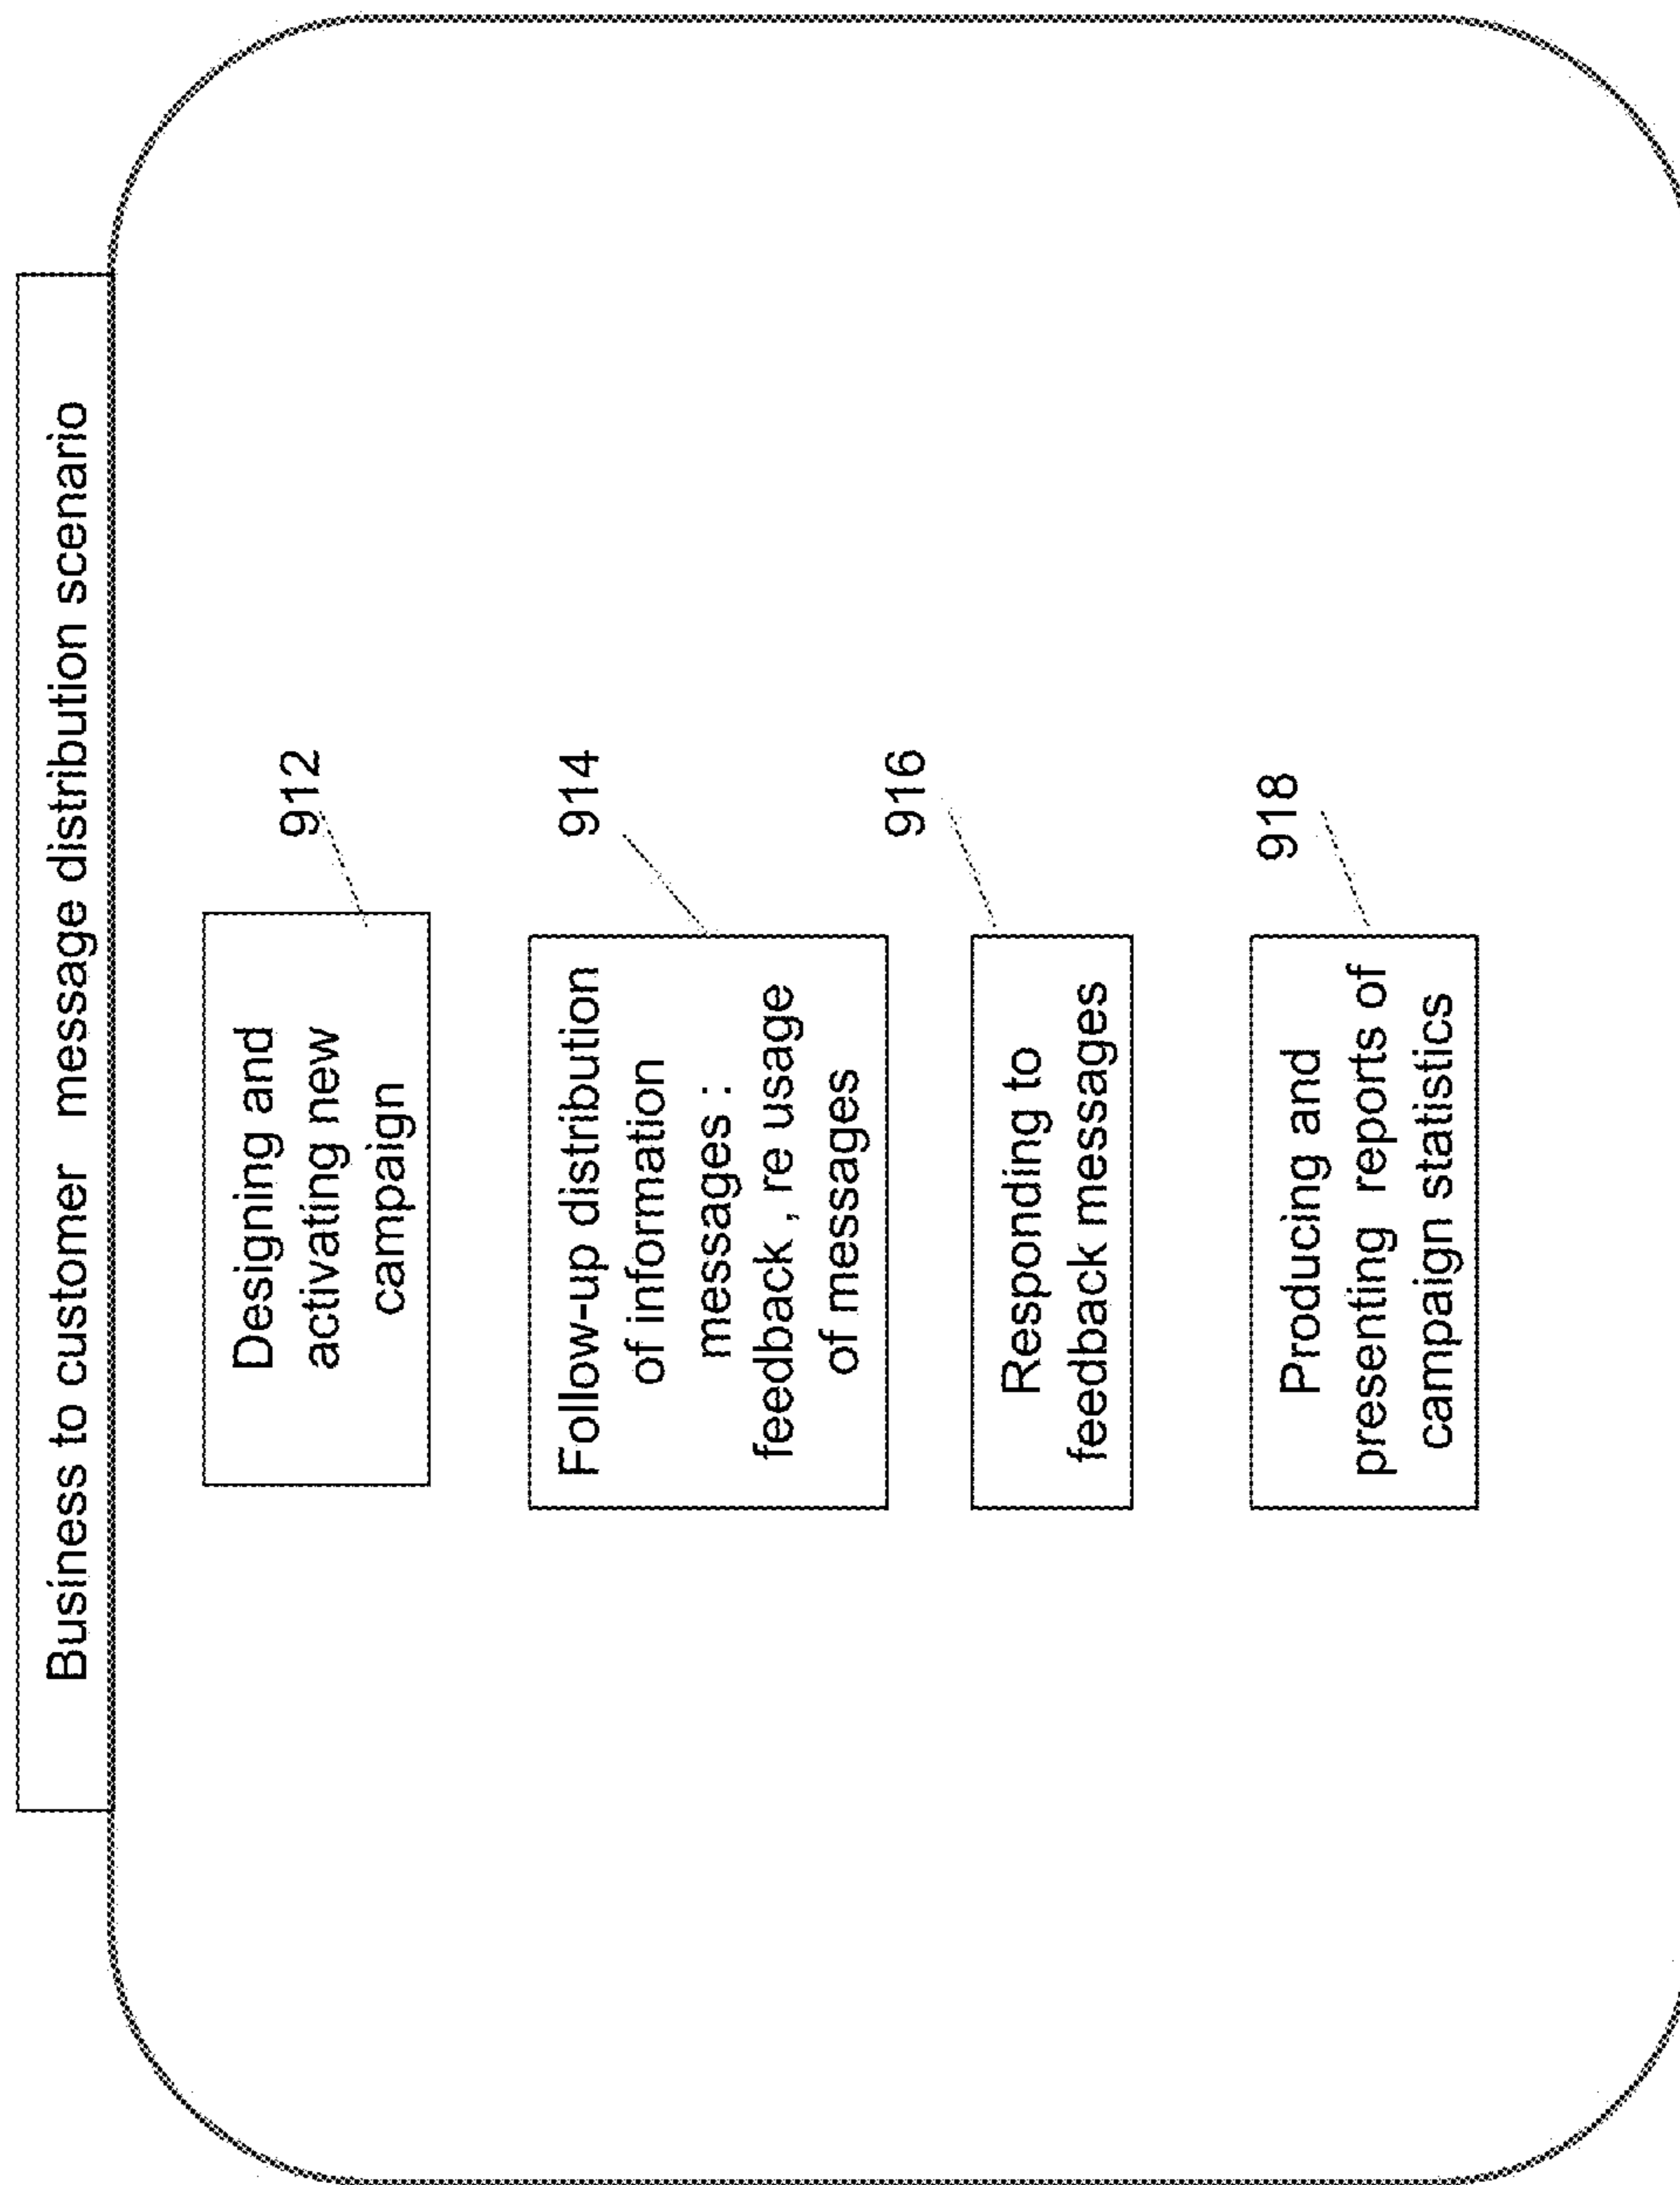 Business to customer  message distribution scenario
Designing and
activating new
campaign
912
Follow-up distribution
of information
messages :
feedback , re usage
of messages
914
Responding to
feedback messages
916
Producing and
presenting  reports of
campaign statistics
918